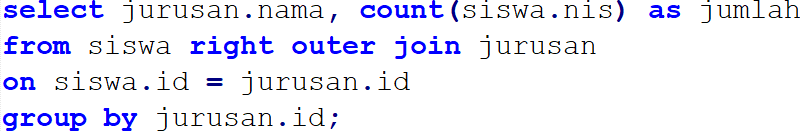 select jurusan.nama, count(siswa.nis) as jumlah
from siswa right outer join jurusan
on siswa.id = jurusan.id
group by jurusan.id;